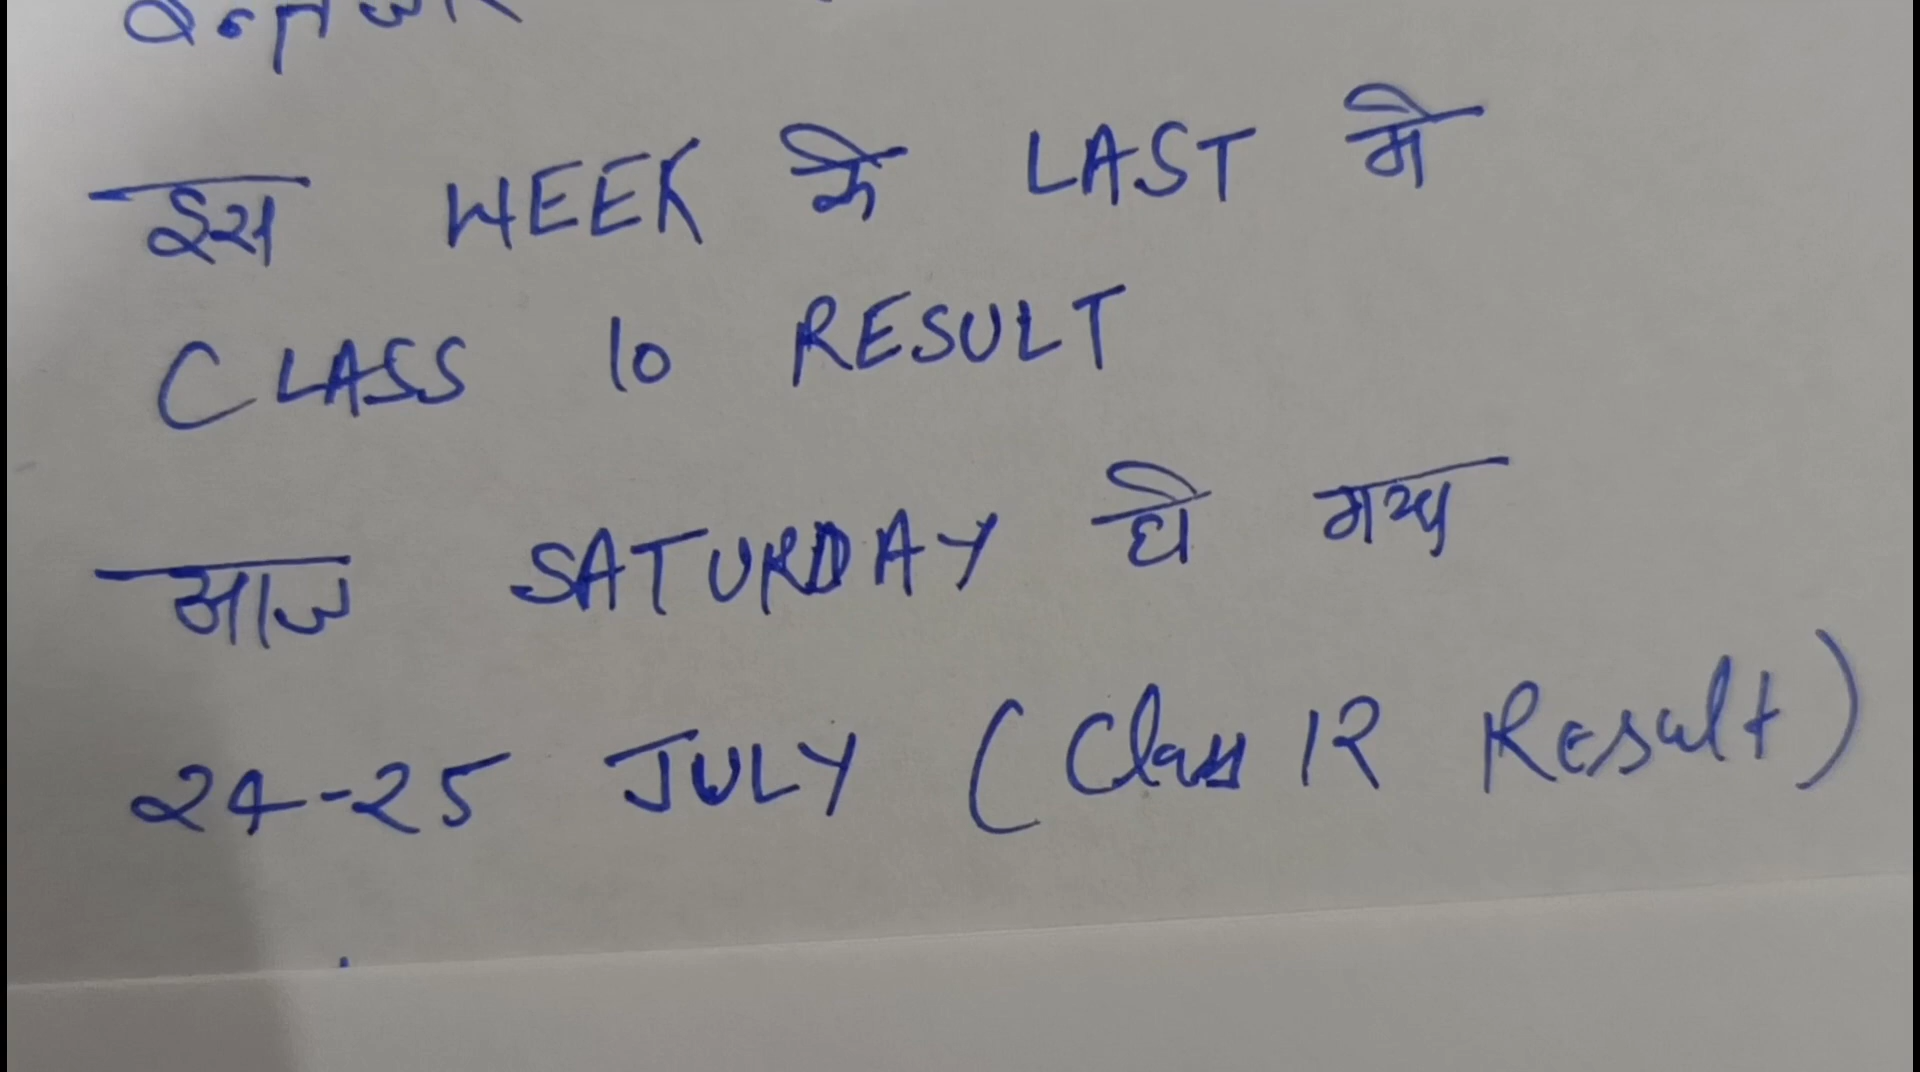 इस WEEK के LAST मे
CLASS 10 RESULT
आज SATURDAY हो गया
24-25 JULY (Class 12 Result)